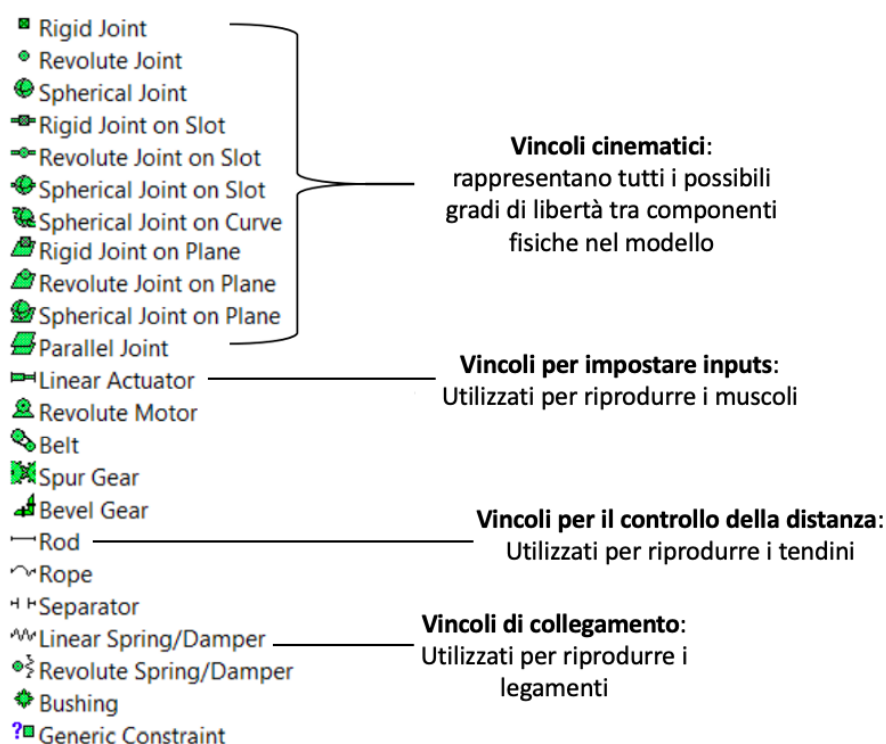 Rigid Joint
Revolute Joint
Spherical Joint
Rigid Joint on Slot
Revolute Joint on Slot
Spherical Joint on Slot
Spherical Joint on Curve
Rigid Joint on Plane
Revolute Joint on Plane
Spherical Joint on Plane
Parallel Joint
Linear Actuator
Revolute Motor
Belt
Spur Gear
Bevel Gear
Rod
Rope
Separator
Linear Spring/Damper
Revolute Spring/Damper
Bushing
?Generic Constraint
Vincoli cinematici:
rappresentano tutti i possibili
gradi di libertà tra componenti
fisiche nel modello
Vincoli per impostare inputs:
Utilizzati per riprodurre i muscoli
Vincoli per il controllo della distanza:
Utilizzati per riprodurre i tendini
Vincoli di collegamento:
Utilizzati per riprodurre i
legamenti